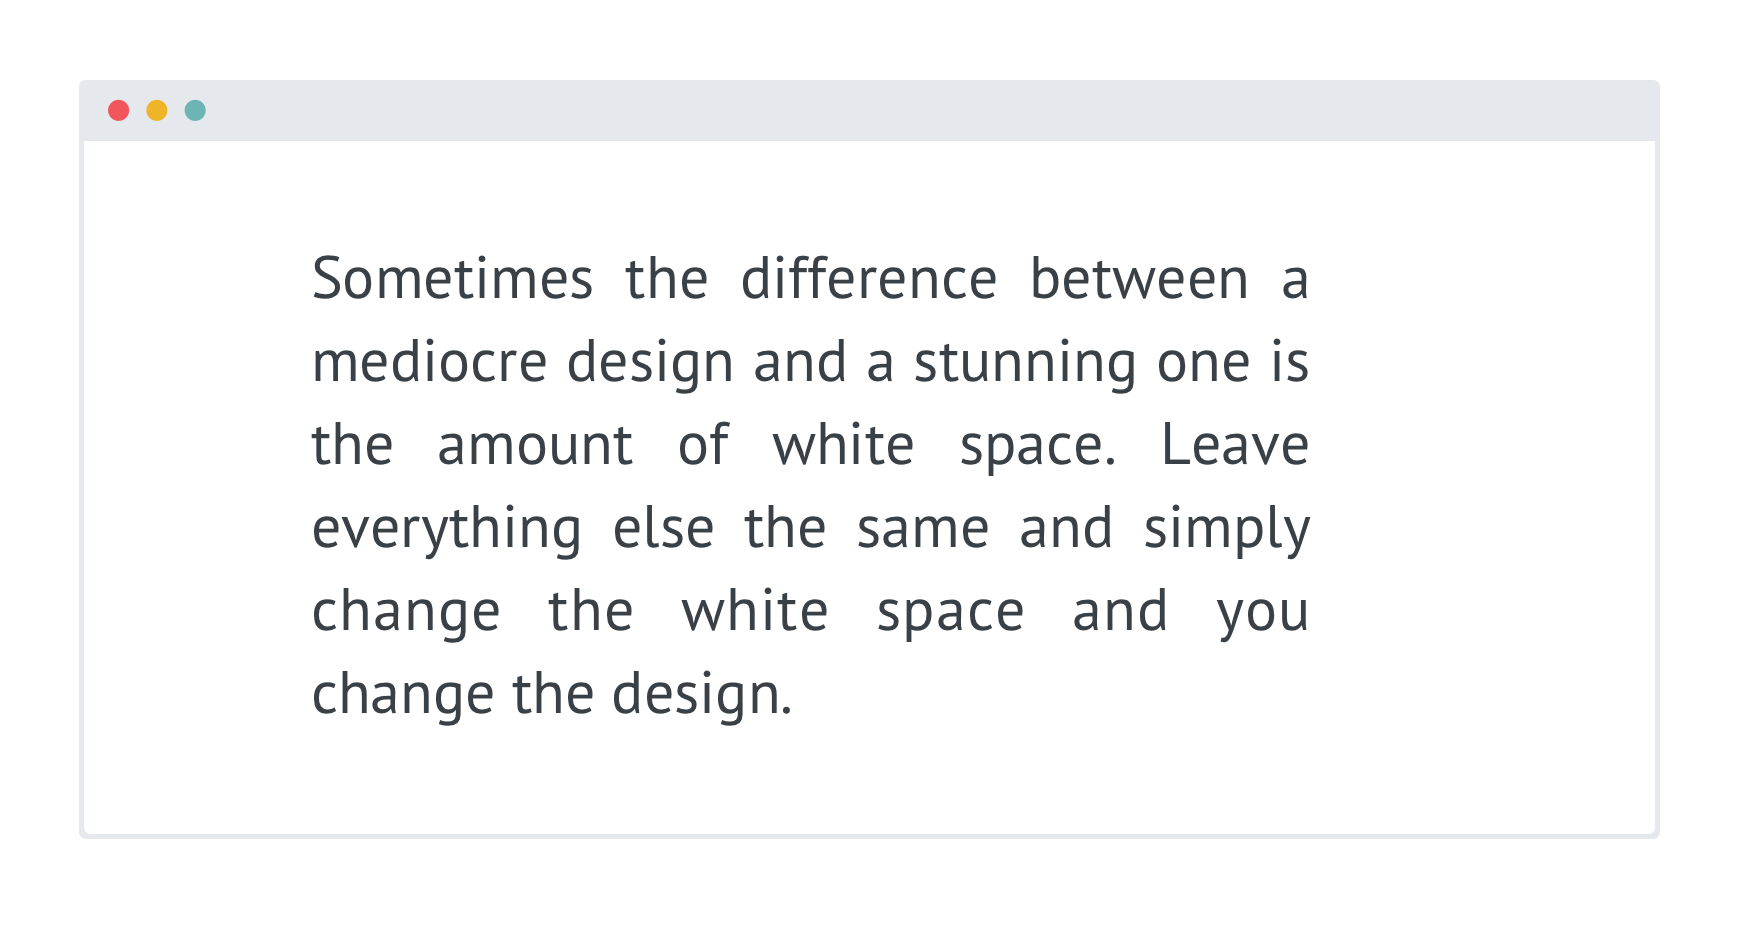 Sometimes the difference between a
mediocre design and a stunning one is
the amount of white space. Leave
everything else the same and simply
change the white space and you
change the design.